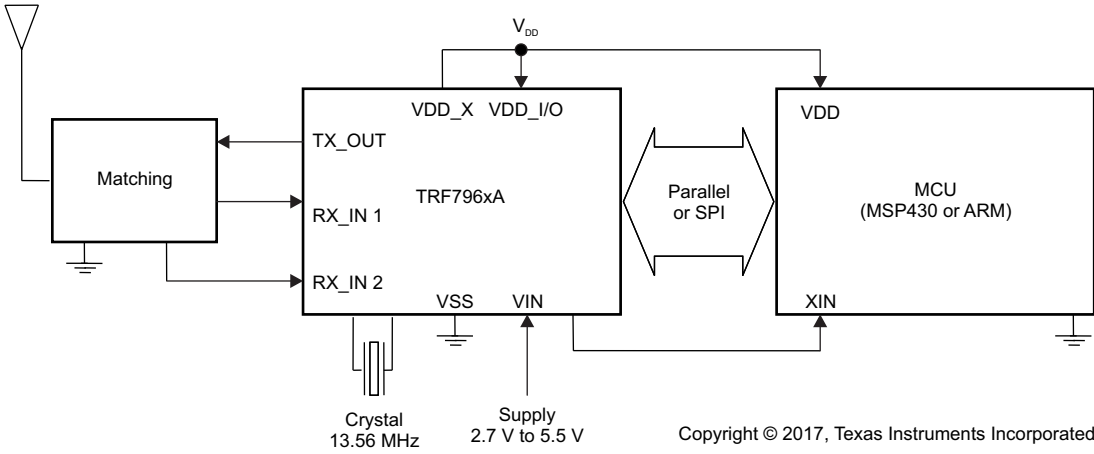 V_DD
VDD_X VDD_I/O
VDD
TX_OUT
Matching
TRF796xA
Parallel
or SPI
MCU
(MSP430 or ARM)
RX_IN 1
RX_IN 2
VSS
VIN
XIN
Crystal
13.56 MHz
Supply
2.7 V to 5.5 V
Copyright © 2017, Texas Instruments Incorporated